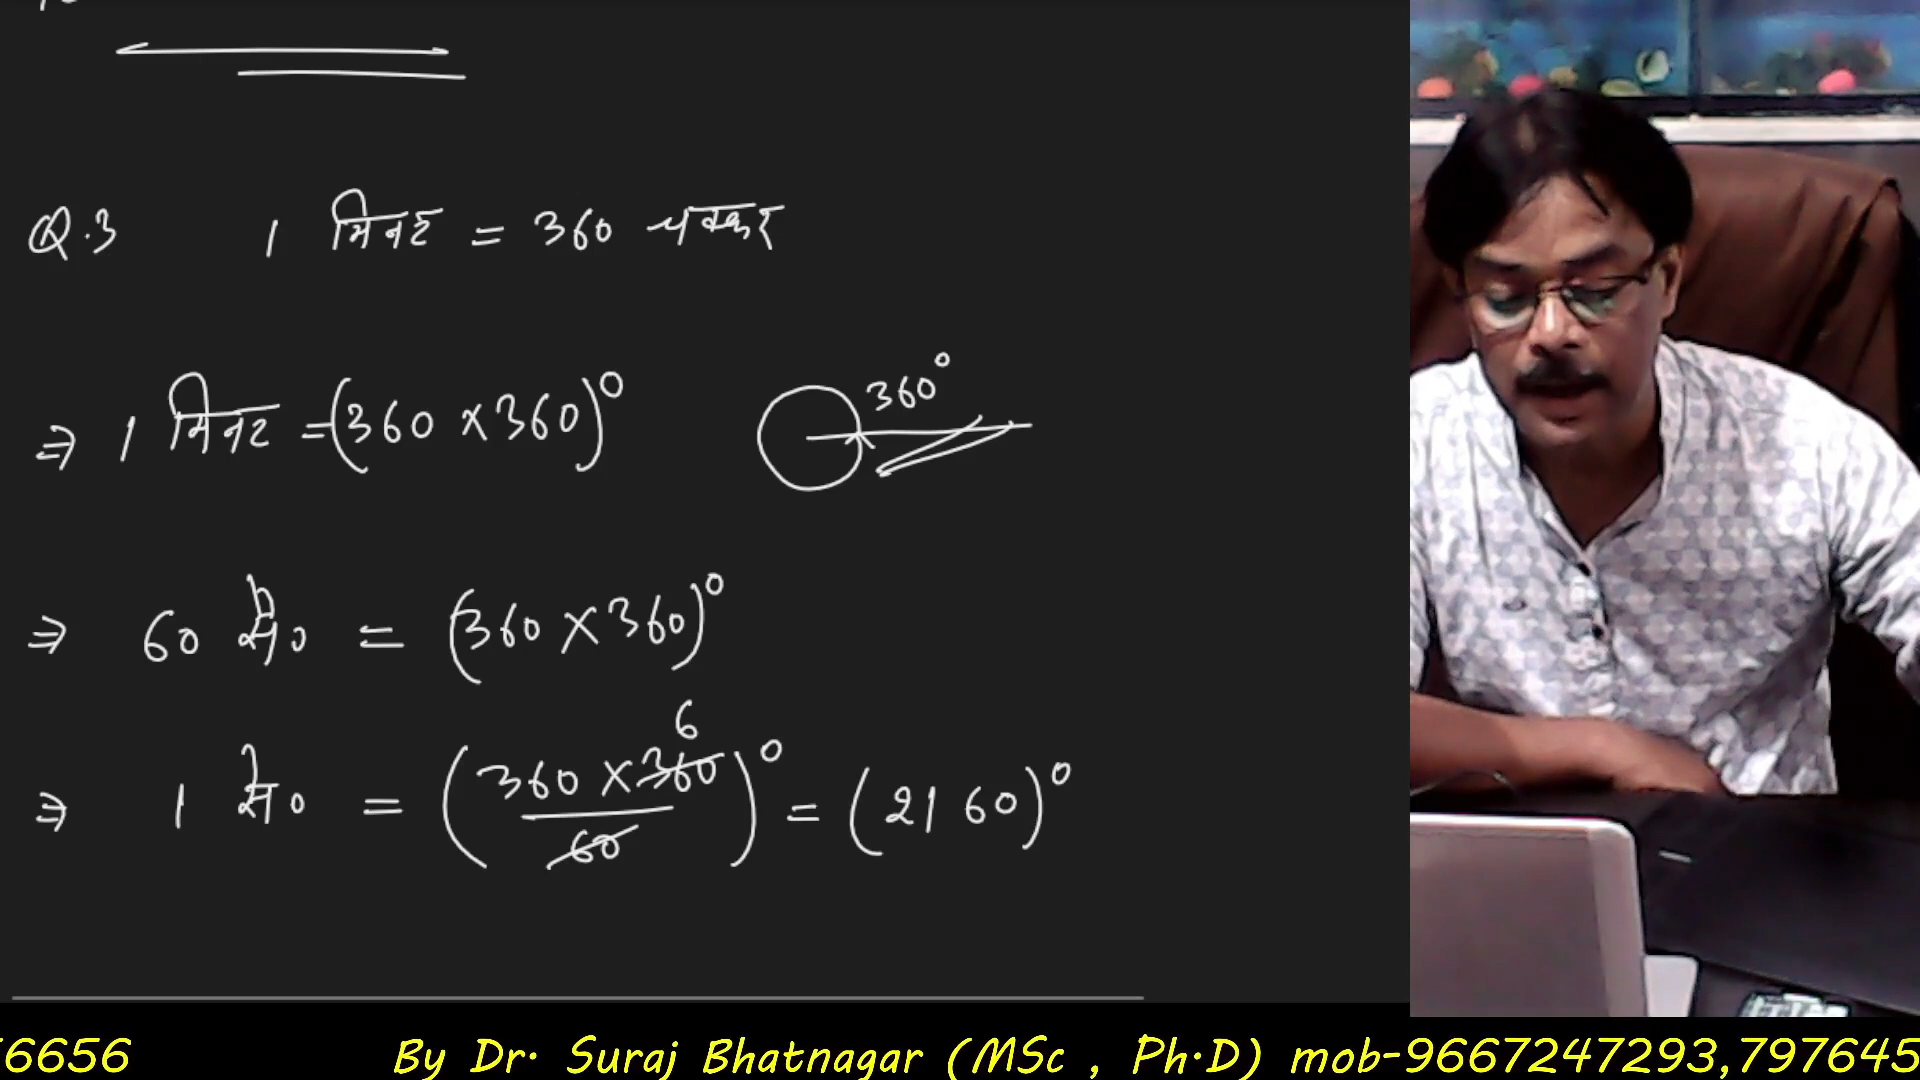 Q.3 1 मिनट = 360 चक्कर
⇒ 1 मिनट = (360 × 360)° 360°
⇒ 60 से० = (360 × 360)°
6
⇒ 1 से० = (360 × 360 / 60)° = (2160)°
56656 By Dr. Suraj Bhatnagar (MSc , Ph.D) mob-9667247293,797645